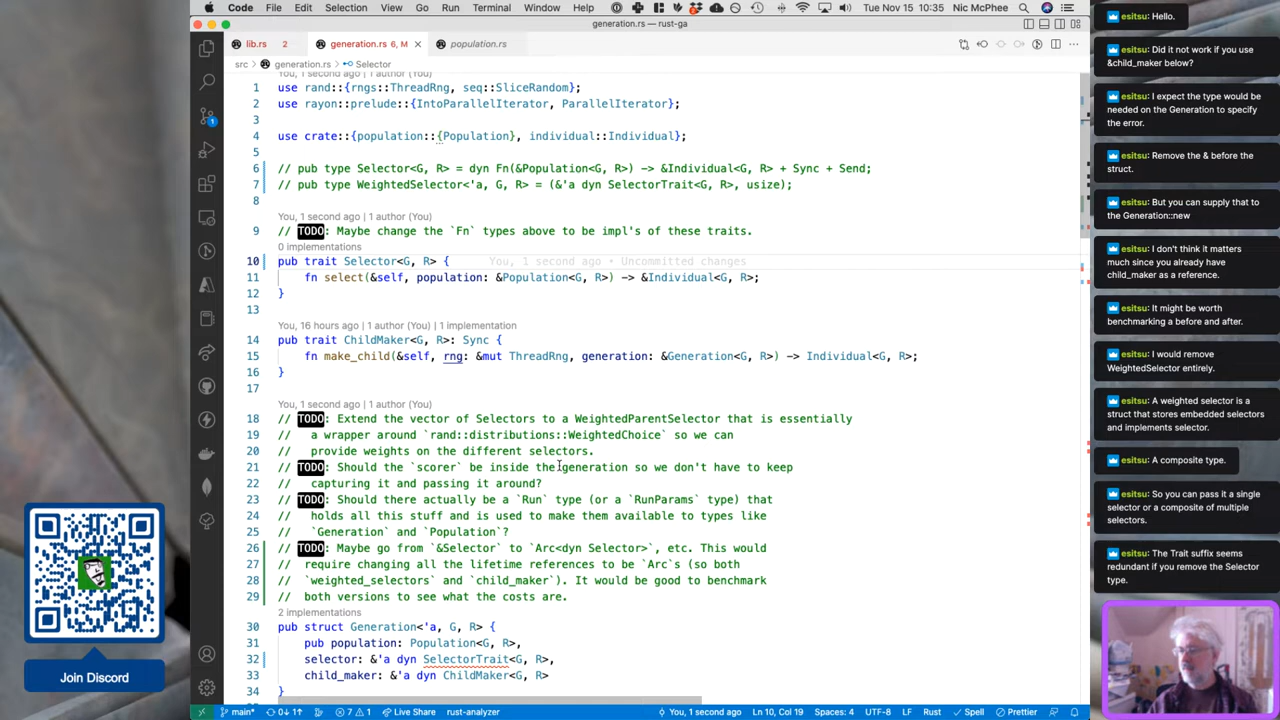 Code File Edit Selection View Go Run Terminal Window Help Tue Nov 15 10:35 Nic McPhee
generation.rs — rust-ga
lib.rs 2 generation.rs 6, M × population.rs
src > generation.rs > Selector
You, 1 second ago | 1 author (You)
1 use rand::{rngs::ThreadRng, seq::SliceRandom};
2 use rayon::prelude::{IntoParallelIterator, ParallelIterator};
3
4 use crate::{population::{Population}, individual::Individual};
5
6 // pub type Selector<G, R> = dyn Fn(&Population<G, R>) -> &Individual<G, R> + Sync + Send;
7 // pub type WeightedSelector<'a, G, R> = (&'a dyn SelectorTrait<G, R>, usize);
8
You, 1 second ago | 1 author (You)
9 // TODO: Maybe change the `Fn` types above to be impl's of these traits.
0 implementations
10 pub trait Selector<G, R> { You, 1 second ago • Uncommitted changes
11 fn select(&self, population: &Population<G, R>) -> &Individual<G, R>;
12 }
13
You, 16 hours ago | 1 author (You) | 1 implementation
14 pub trait ChildMaker<G, R>: Sync {
15 fn make_child(&self, rng: &mut ThreadRng, generation: &Generation<G, R>) -> Individual<G, R>;
16 }
17
You, 1 second ago | 1 author (You)
18 // TODO: Extend the vector of Selectors to a WeightedParentSelector that is essentially
19 // a wrapper around `rand::distributions::WeightedChoice` so we can
20 // provide weights on the different selectors.
21 // TODO: Should the `scorer` be inside the generation so we don't have to keep
22 // capturing it and passing it around?
23 // TODO: Should there actually be a `Run` type (or a `RunParams` type) that
24 // holds all this stuff and is used to make them available to types like
25 // `Generation` and `Population`?
26 // TODO: Maybe go from `&Selector` to `Arc<dyn Selector>`, etc. This would
27 // require changing all the lifetime references to be `Arc`s (so both
28 // `weighted_selectors` and `child_maker`). It would be good to benchmark
29 // both versions to see what the costs are.
2 implementations
30 pub struct Generation<'a, G, R> {
31 pub population: Population<G, R>,
32 selector: &'a dyn SelectorTrait<G, R>,
33 child_maker: &'a dyn ChildMaker<G, R>
34 }
main* 0↓ 1↑ 7 1 Live Share rust-analyzer You, 1 second ago Ln 10, Col 19 Spaces: 4 UTF-8 LF Rust Spell Prettier
Join Discord
esitsu: Hello.
esitsu: Did it not work if you use
&child_maker below?
esitsu: I expect the type would be
needed on the Generation to specify
the error.
esitsu: Remove the & before the
struct.
esitsu: But you can supply that to
the Generation::new
esitsu: I don't think it matters
much since you already have
child_maker as a reference.
esitsu: It might be worth
benchmarking a before and after.
esitsu: I would remove
WeightedSelector entirely.
esitsu: A weighted selector is a
struct that stores embedded selectors
and implements selector.
esitsu: A composite type.
esitsu: So you can pass it a single
selector or a composite of multiple
selectors.
esitsu: The Trait suffix seems
redundant if you remove the Selector
type.